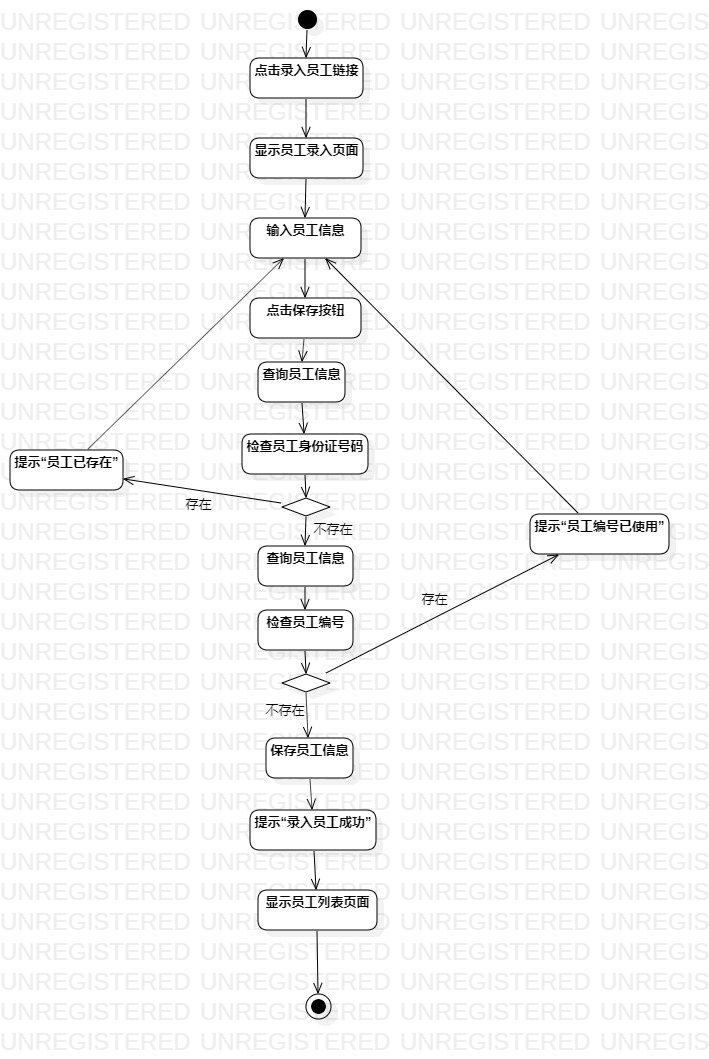 点击录入员工链接
显示员工录入页面
输入员工信息
点击保存按钮
查询员工信息
检查员工身份证号码
提示“员工已存在”
存在
不存在
提示“员工编号已使用”
查询员工信息
存在
检查员工编号
不存在
保存员工信息
提示“录入员工成功”
显示员工列表页面
UNREGISTERED